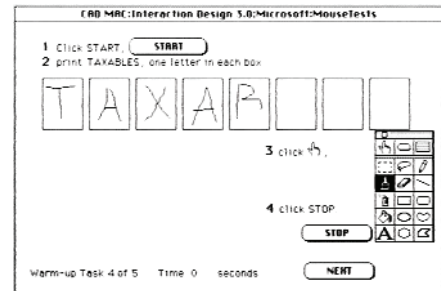 CAD MAC:Interaction Design 3.0:Microsoft:MouseTests
1 Click START. START
2 print TAXABLES, one letter in each box
T A X A R
3 click
4 click STOP
STOP
A
Warm-up Task 4 of 5 Time 0 seconds NEXT